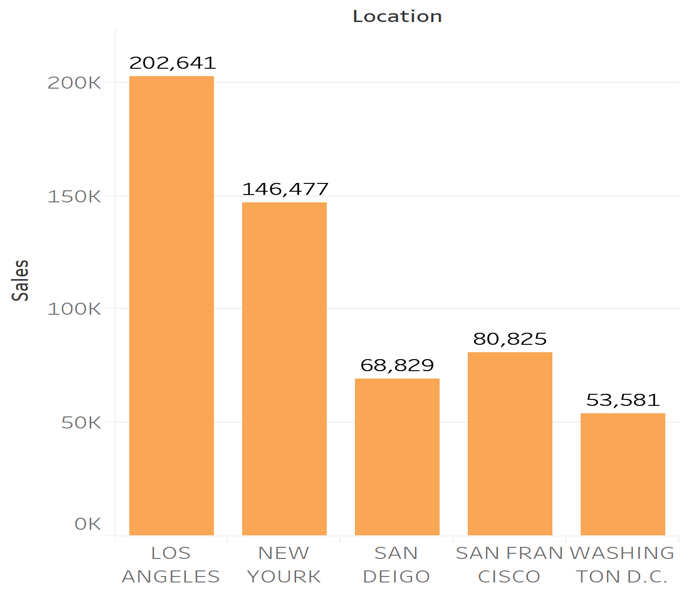 Location
202,641
200K
146,477
150K
Sales
100K
80,825
68,829
53,581
50K
0K
LOS
ANGELES
NEW
YOURK
SAN
DEIGO
SAN FRAN
CISCO
WASHING
TON D.C.